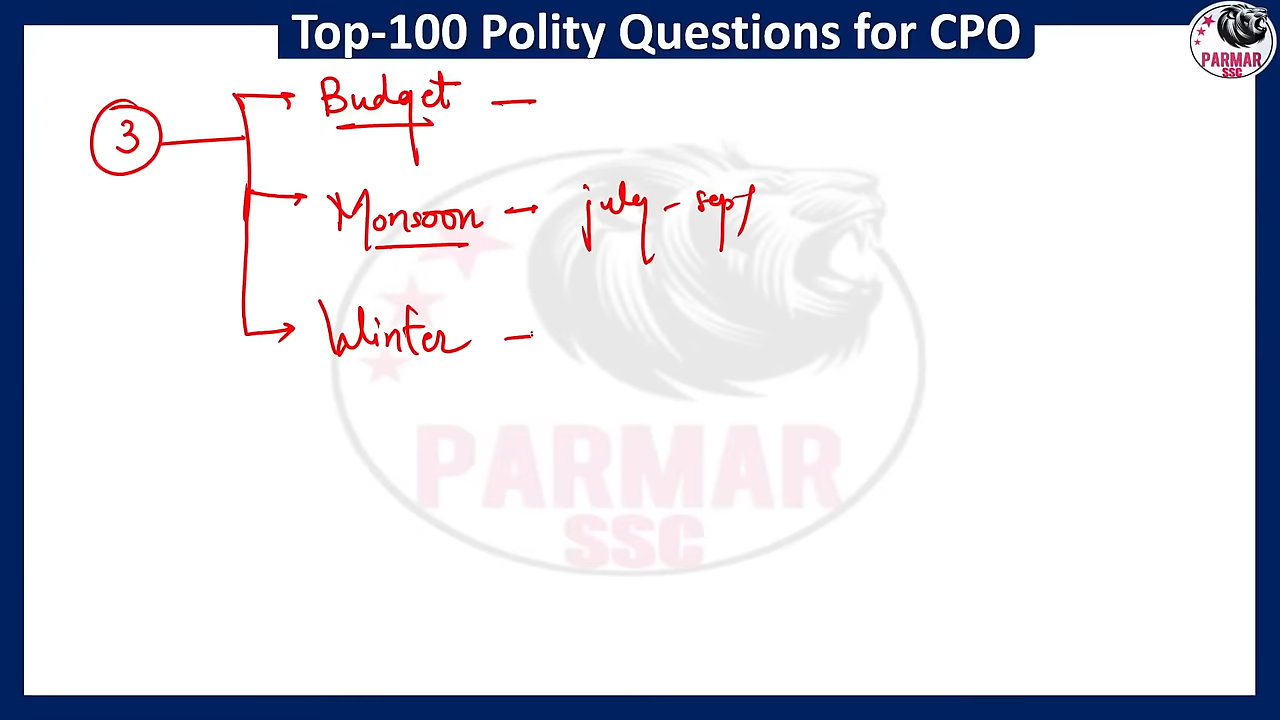 Top-100 Polity Questions for CPO
PARMAR
SSC
3
Budget —
Monsoon — july - sept
Winter —
PARMAR
SSC